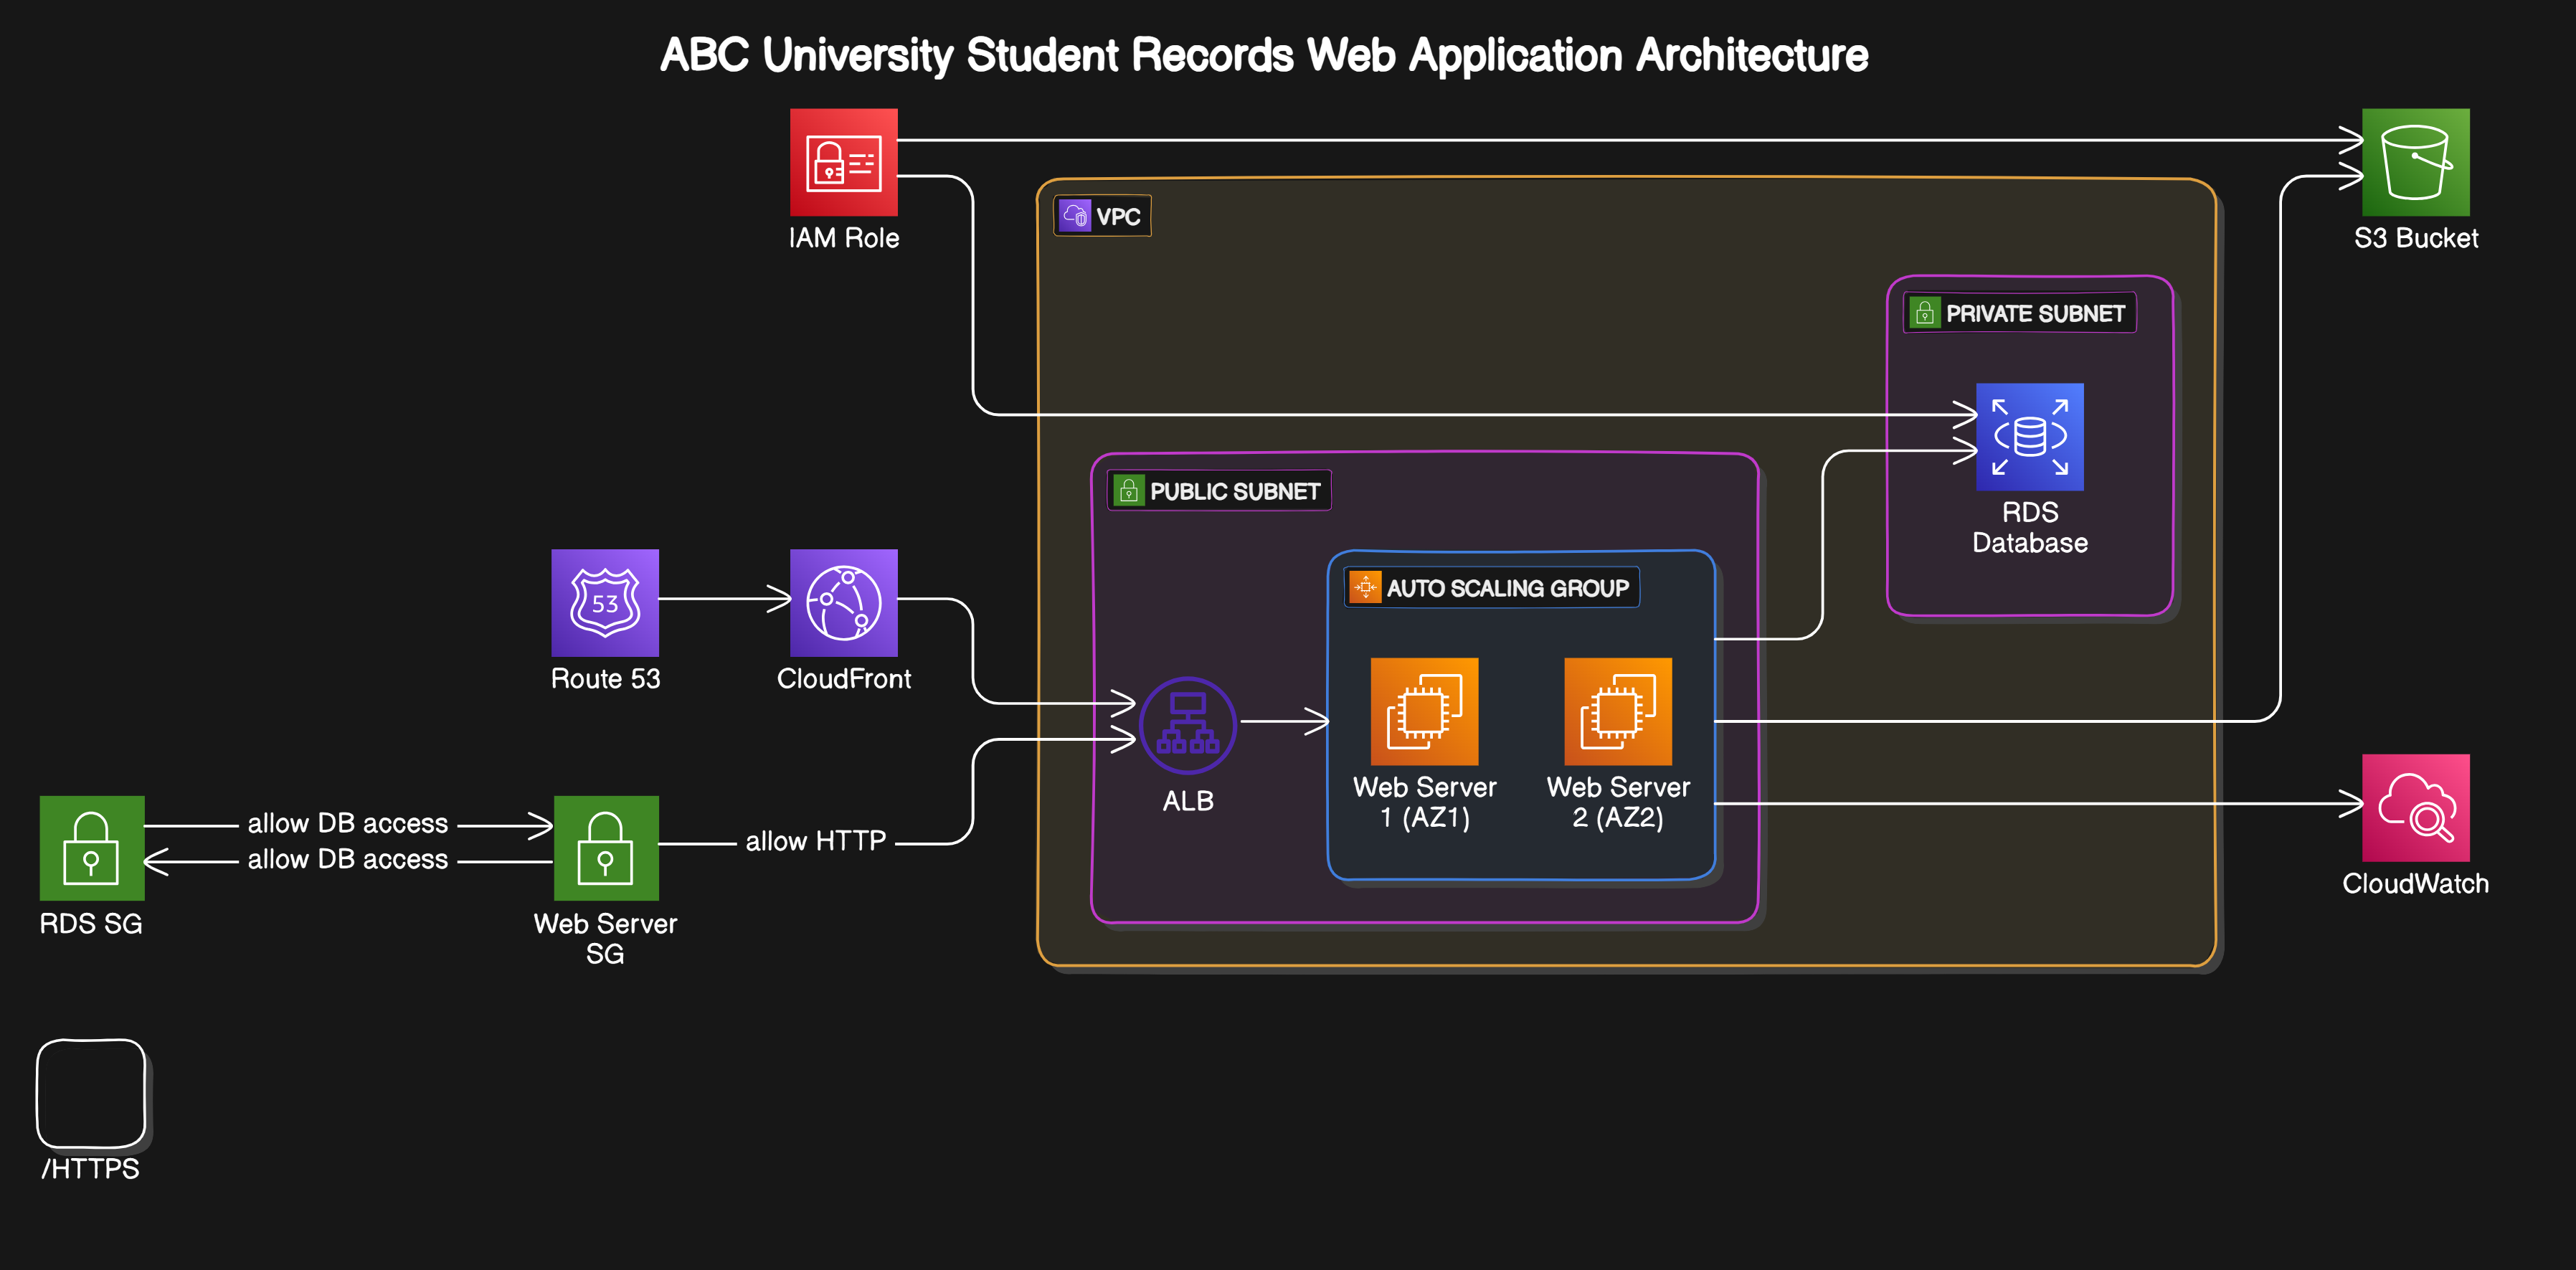 ABC University Student Records Web Application Architecture
IAM Role
S3 Bucket
VPC
PRIVATE SUBNET
RDS
Database
PUBLIC SUBNET
AUTO SCALING GROUP
53
Route 53
CloudFront
ALB
Web Server
1 (AZ1)
Web Server
2 (AZ2)
allow DB access
allow DB access
allow HTTP
RDS SG
Web Server
SG
CloudWatch
/HTTPS